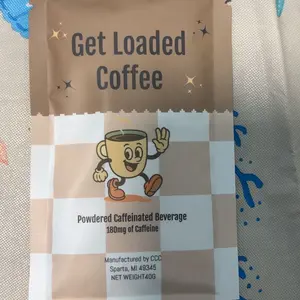 Get Loaded
Coffee
Powdered Caffeinated Beverage
180mg of Caffeine
Manufactured by CCC
Sparta, MI 49345
NET WEIGHT40G